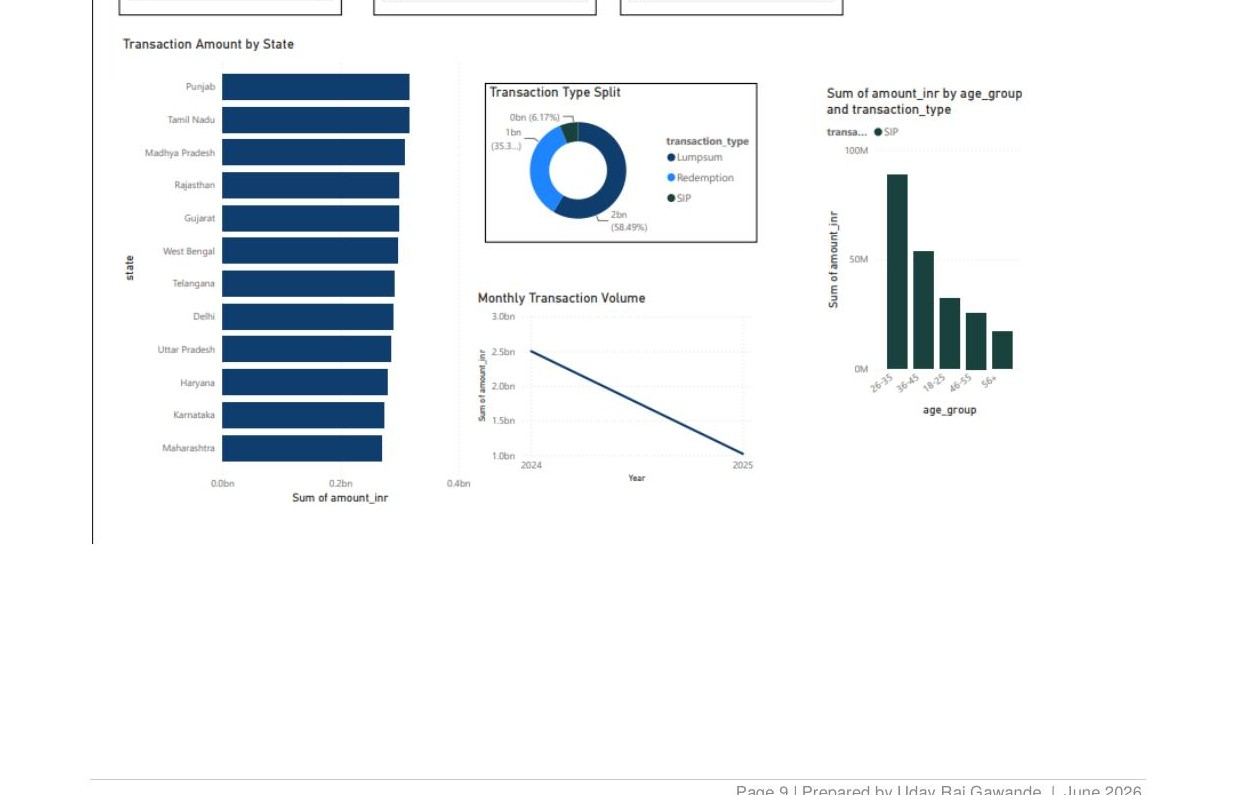 Transaction Amount by State
Punjab
Tamil Nadu
Madhya Pradesh
Rajasthan
Gujarat
West Bengal
Telangana
Delhi
Uttar Pradesh
Haryana
Karnataka
Maharashtra
state
0.0bn 0.2bn 0.4bn
Sum of amount_inr
Transaction Type Split
0bn (6.17%)
1bn
(35.3...)
2bn
(58.49%)
transaction_type
Lumpsum
Redemption
SIP
Monthly Transaction Volume
3.0bn
2.5bn
2.0bn
1.5bn
1.0bn
Sum of amount_inr
2024 2025
Year
Sum of amount_inr by age_group
and transaction_type
transa... SIP
100M
50M
0M
Sum of amount_inr
26-35 36-45 18-25 46-55 56+
age_group
Page 9 | Prepared by Uday Raj Gawande | June 2026